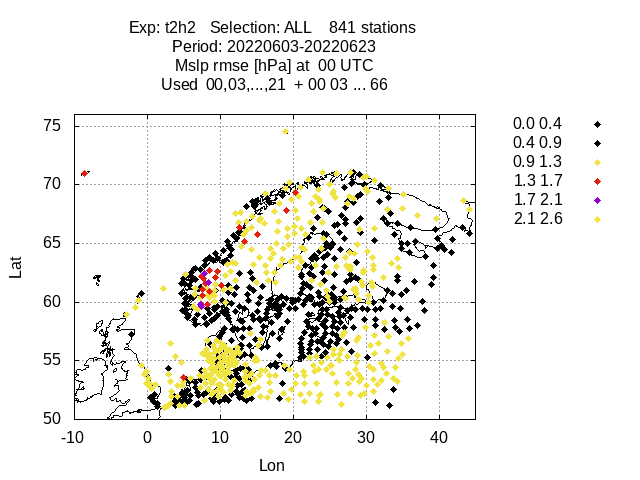 Exp: t2h2   Selection: ALL    841 stations
Period: 20220603-20220623
Mslp rmse [hPa] at  00 UTC
Used  00,03,...,21  + 00 03 ... 66
0.0 0.4
0.4 0.9
0.9 1.3
1.3 1.7
1.7 2.1
2.1 2.6
75
70
65
60
55
50
Lat
-10 0 10 20 30 40
Lon